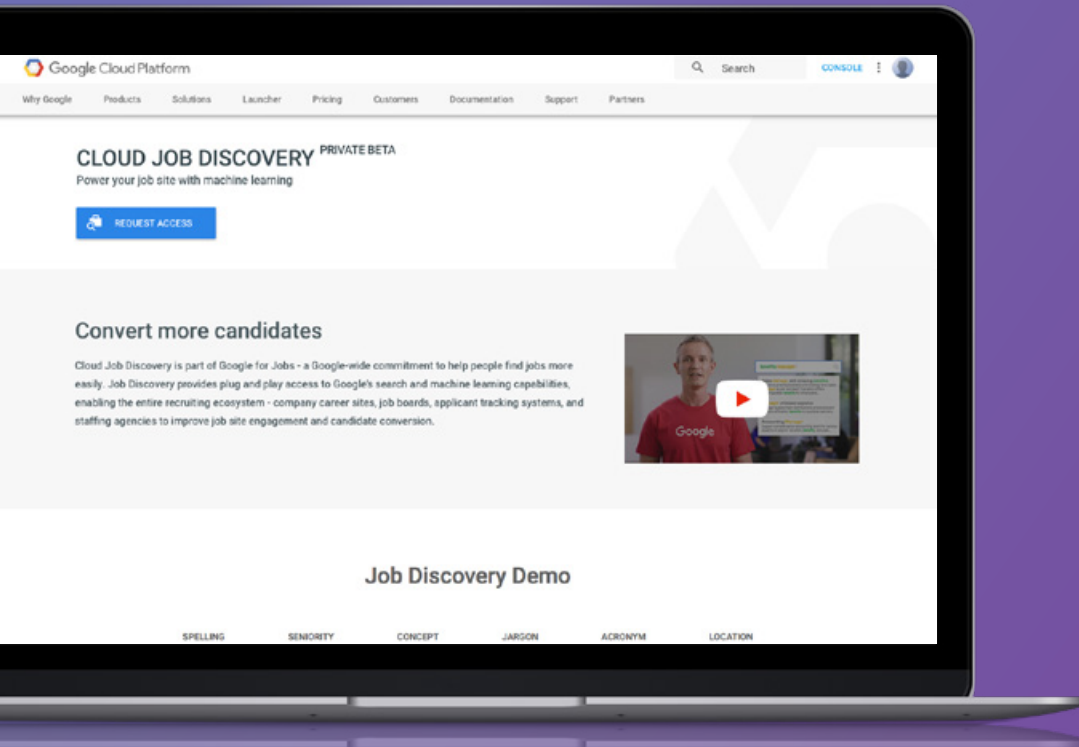 Google Cloud Platform
Search
CONSOLE
Why Google Products Solutions Launcher Pricing Customers Documentation Support Partners
CLOUD JOB DISCOVERY PRIVATE BETA
Power your job site with machine learning
REQUEST ACCESS
Convert more candidates
Cloud Job Discovery is part of Google for Jobs - a Google-wide commitment to help people find jobs more
easily. Job Discovery provides plug and play access to Google's search and machine learning capabilities,
enabling the entire recruiting ecosystem - company career sites, job boards, applicant tracking systems, and
staffing agencies to improve job site engagement and candidate conversion.
Google
Job Discovery Demo
SPELLING SENIORITY CONCEPT JARGON ACRONYM LOCATION